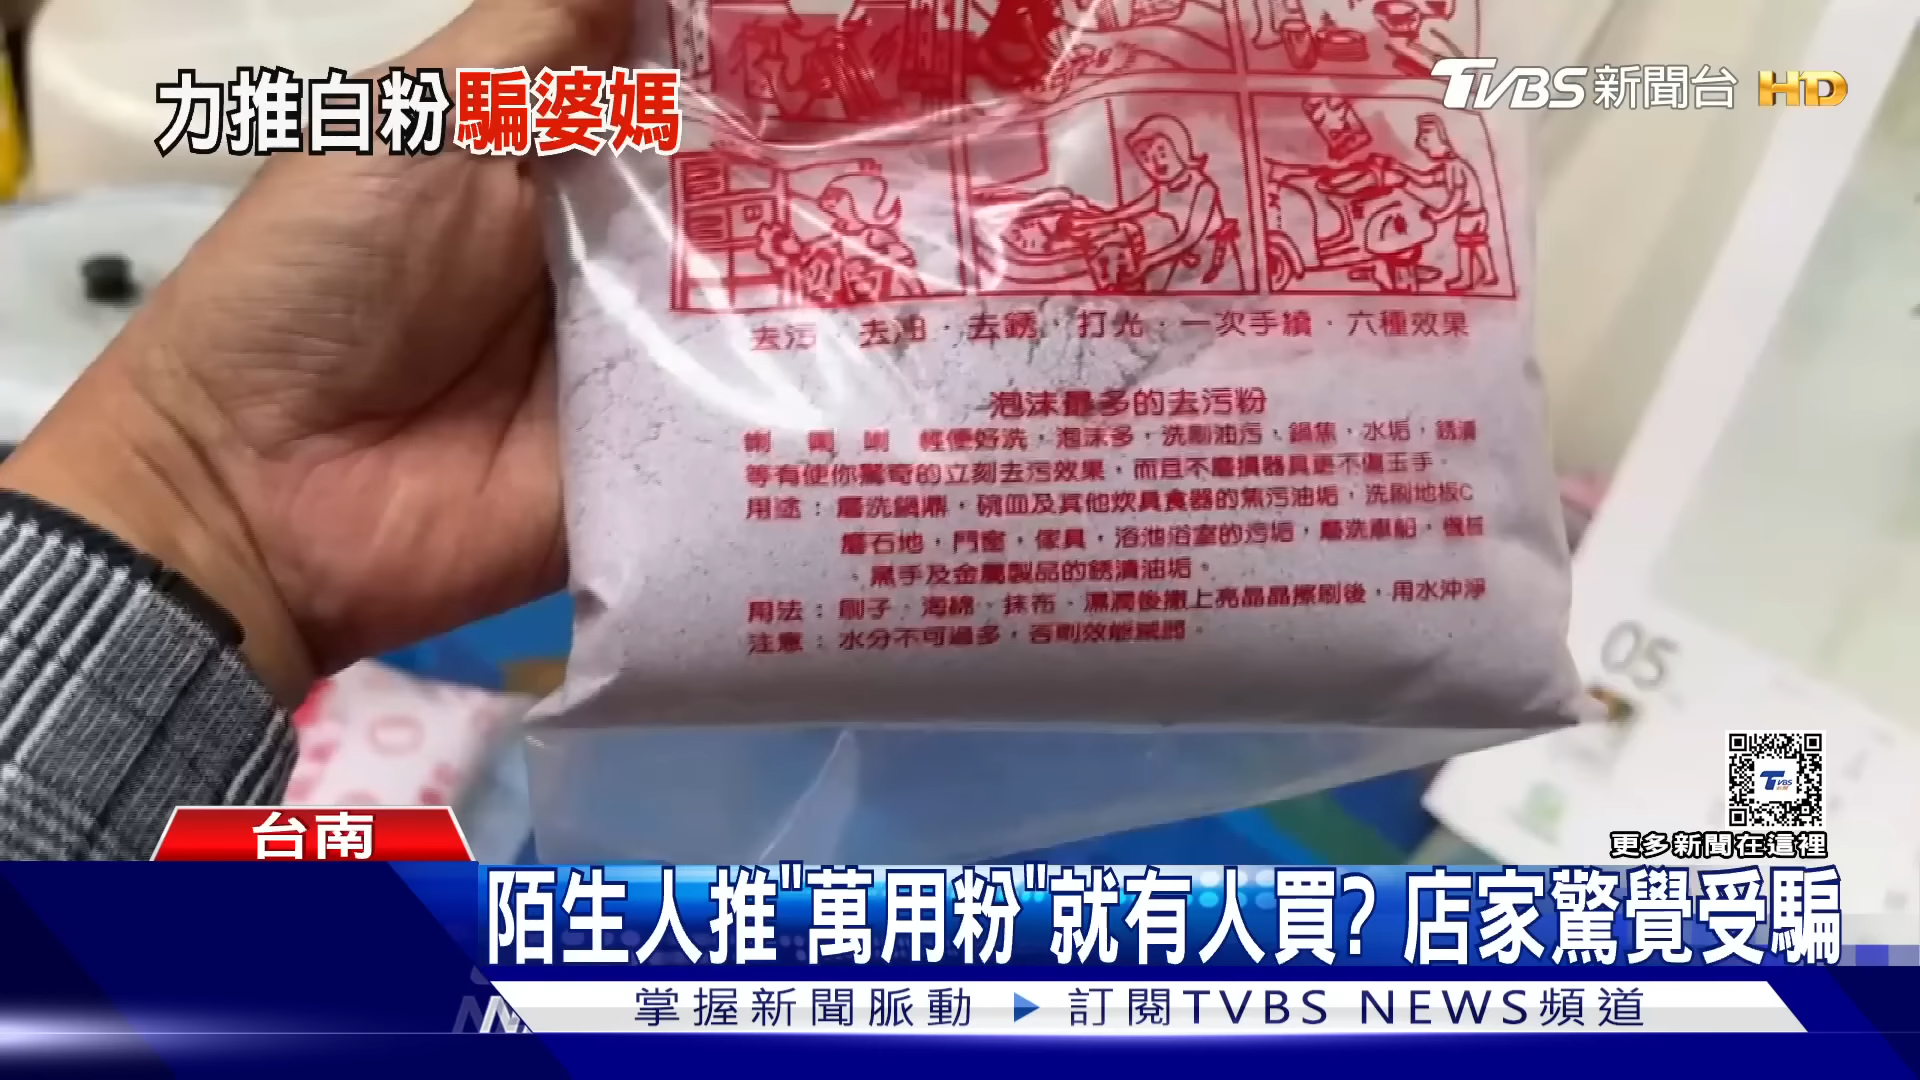 力推白粉騙婆媽
TVBS新聞台 HD
去污·去油·去銹·打光·一次手續·六種效果
泡沫最多的去污粉
輕便好洗,泡沫多,洗刷油污、鍋焦,水垢,銹漬
等有使你驚奇的立刻去污效果,而且不磨損器具更不傷玉手。
用途:磨洗鍋鼎,碗皿及其他炊具食器的焦污油垢,洗刷地板
磨石地,門窗,傢具,浴池浴室的污垢,磨洗車船,機械
黑手及金屬製品的銹漬油垢。
用法:刷子、海綿、抹布、濕潤後撒上亮晶晶擦刷後,用水沖淨
注意:水分不可過多,否則效能減
05
TVBS
更多新聞在這裡
台南
陌生人推"萬用粉"就有人買? 店家驚覺受騙
掌握新聞脈動 ▶ 訂閱TVBS NEWS頻道